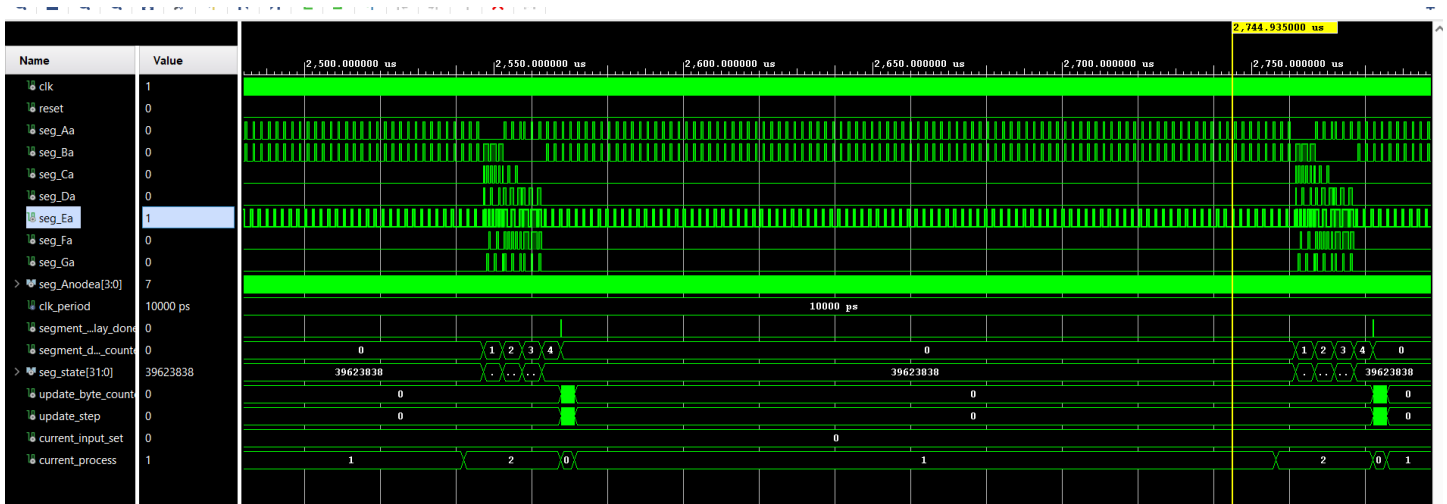 2,744.935000 us
Name Value
2,500.000000 us 2,550.000000 us 2,600.000000 us 2,650.000000 us 2,700.000000 us 2,750.000000 us
clk 1
reset 0
seg_Aa 0
seg_Ba 0
seg_Ca 0
seg_Da 0
seg_Ea 1
seg_Fa 0
seg_Ga 0
seg_Anodea[3:0] 7
clk_period 10000 ps 10000 ps
segment_...lay_done 0
segment_d..._counte 0 0 1 2 3 4 0 1 2 3 4 0
seg_state[31:0] 39623838 39623838 . .. .. 39623838 . .. .. 39623838
update_byte_count 0 0 0 0
update_step 0 0 0 0
current_input_set 0 0
current_process 1 1 2 0 1 2 0 1